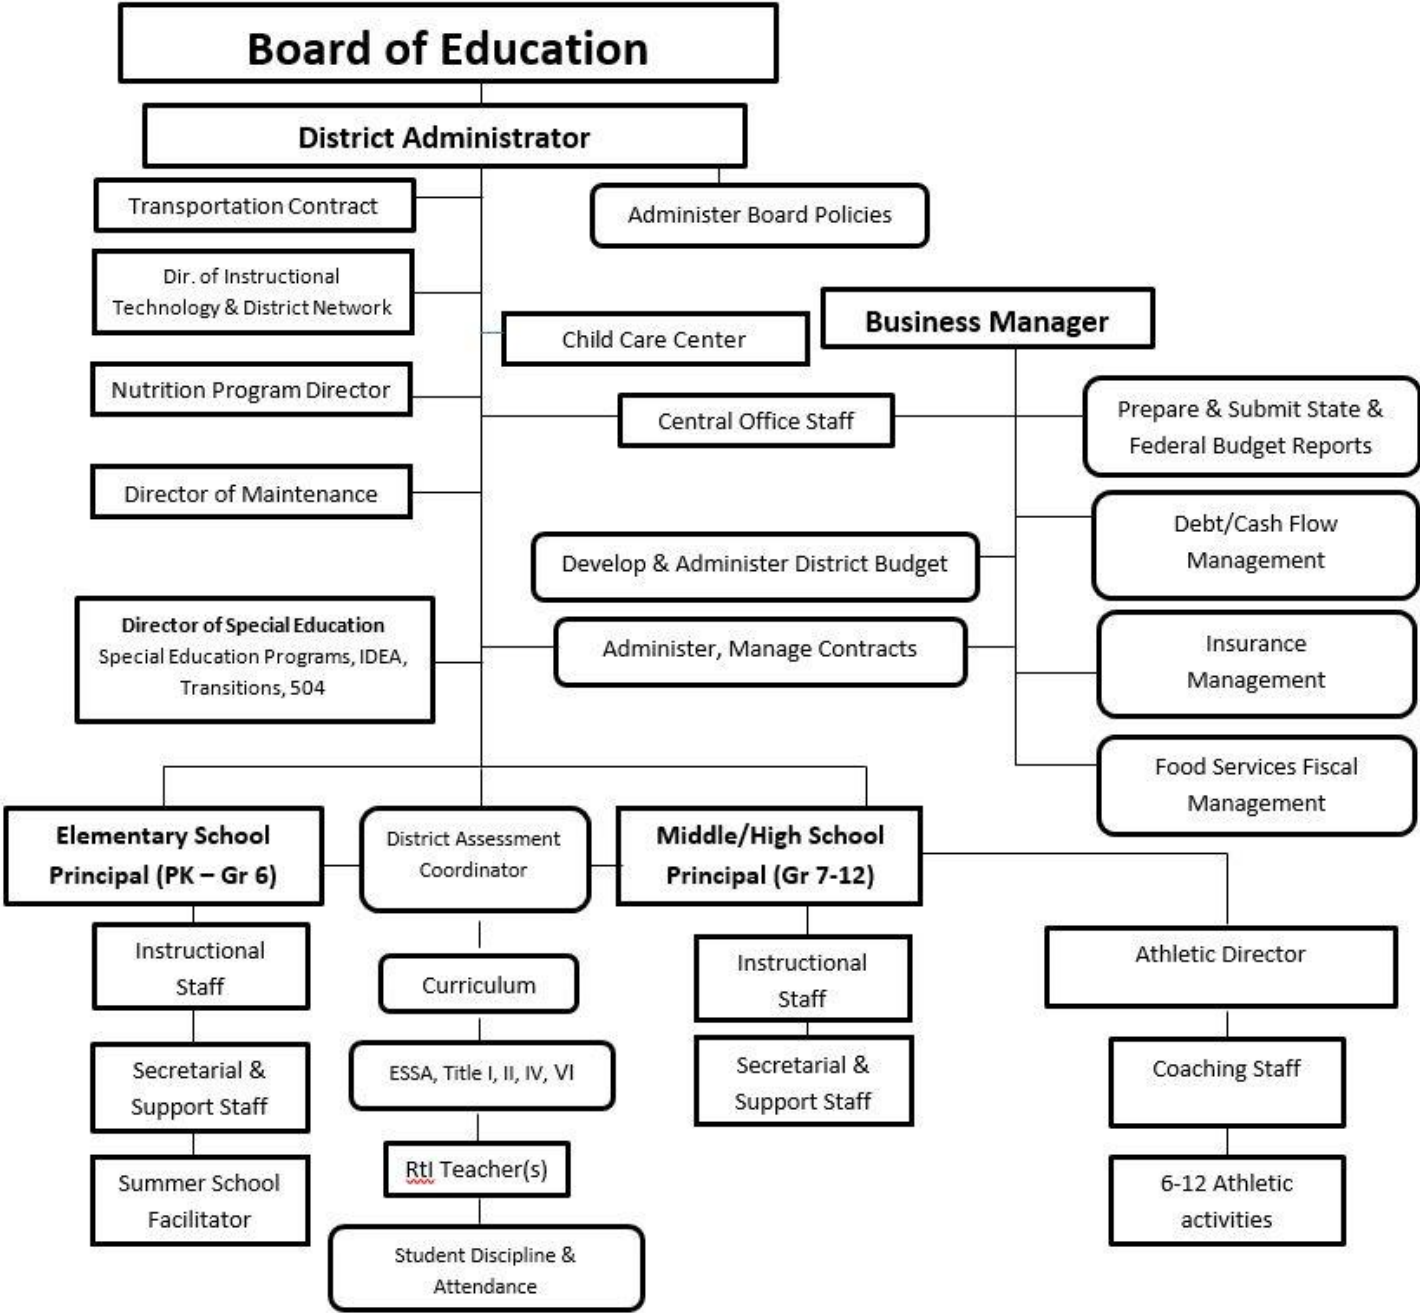 Board of Education
District Administrator
Transportation Contract
Administer Board Policies
Dir. of Instructional
Technology & District Network
Child Care Center
Business Manager
Nutrition Program Director
Central Office Staff
Prepare & Submit State &
Federal Budget Reports
Director of Maintenance
Debt/Cash Flow
Management
Develop & Administer District Budget
Director of Special Education
Special Education Programs, IDEA,
Transitions, 504
Administer, Manage Contracts
Insurance
Management
Food Services Fiscal
Management
Elementary School
Principal (PK – Gr 6)
District Assessment
Coordinator
Middle/High School
Principal (Gr 7-12)
Instructional
Staff
Curriculum
Instructional
Staff
Athletic Director
Secretarial &
Support Staff
ESSA, Title I, II, IV, VI
Secretarial &
Support Staff
Coaching Staff
Summer School
Facilitator
RtI Teacher(s)
6-12 Athletic
activities
Student Discipline &
Attendance